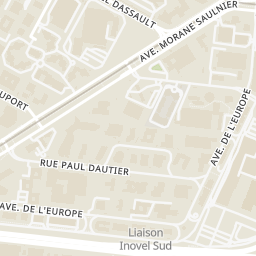 DASSAULT
AVE. MORANE SAULNIER
UPORT
AVE. DE L'EUROPE
RUE PAUL DAUTIER
AVE. DE L'EUROPE
Liaison
Inovel Sud